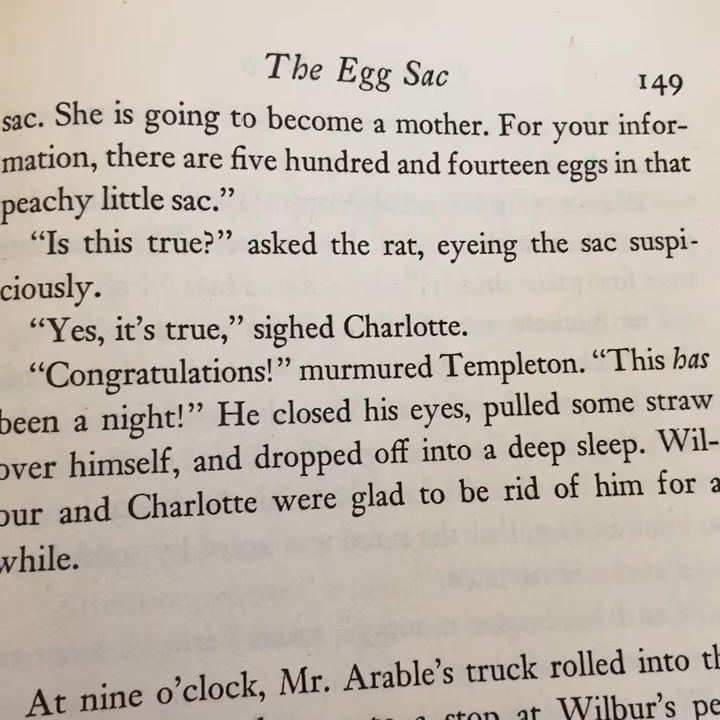 The Egg Sac 149
sac. She is going to become a mother. For your infor-
mation, there are five hundred and fourteen eggs in that
peachy little sac.”
“Is this true?” asked the rat, eyeing the sac suspi-
ciously.
“Yes, it’s true,” sighed Charlotte.
“Congratulations!” murmured Templeton. “This has
been a night!” He closed his eyes, pulled some straw
over himself, and dropped off into a deep sleep. Wil-
bur and Charlotte were glad to be rid of him for a
while.
At nine o’clock, Mr. Arable’s truck rolled into th
a stop at Wilbur’s pe